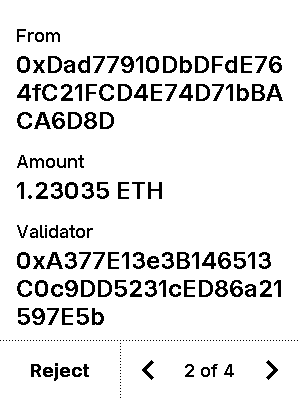 From
0xDad77910DbDFdE76
4fC21FCD4E74D71bBA
CA6D8D
Amount
1.23035 ETH
Validator
0xA377E13e3B146513
C0c9DD5231cED86a21
597E5b
Reject
2 of 4